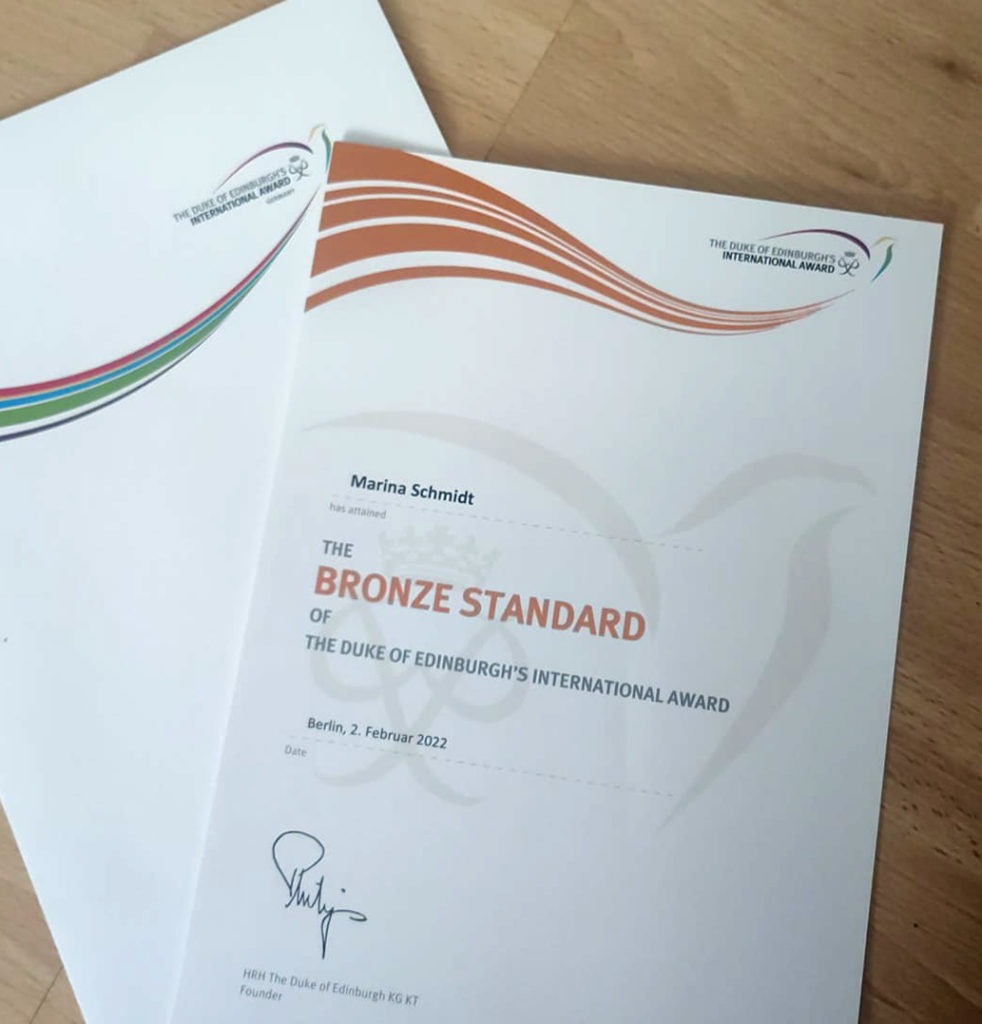 THE DUKE OF EDINBURGH'S
INTERNATIONAL AWARD
GERMANY
THE DUKE OF EDINBURGH'S
INTERNATIONAL AWARD
Marina Schmidt
has attained
THE
BRONZE STANDARD
OF
THE DUKE OF EDINBURGH'S INTERNATIONAL AWARD
Berlin, 2. Februar 2022
Date
Philip
HRH The Duke of Edinburgh KG KT
Founder